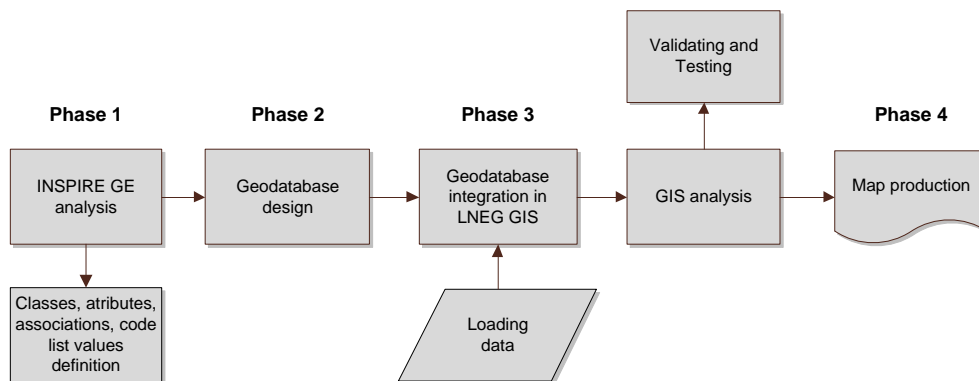 Validating and
Testing
Phase 1
Phase 2
Phase 3
Phase 4
INSPIRE GE
analysis
Geodatabase
design
Geodatabase
integration in
LNEG GIS
GIS analysis
Map production
Classes, atributes,
associations, code
list values
definition
Loading
data